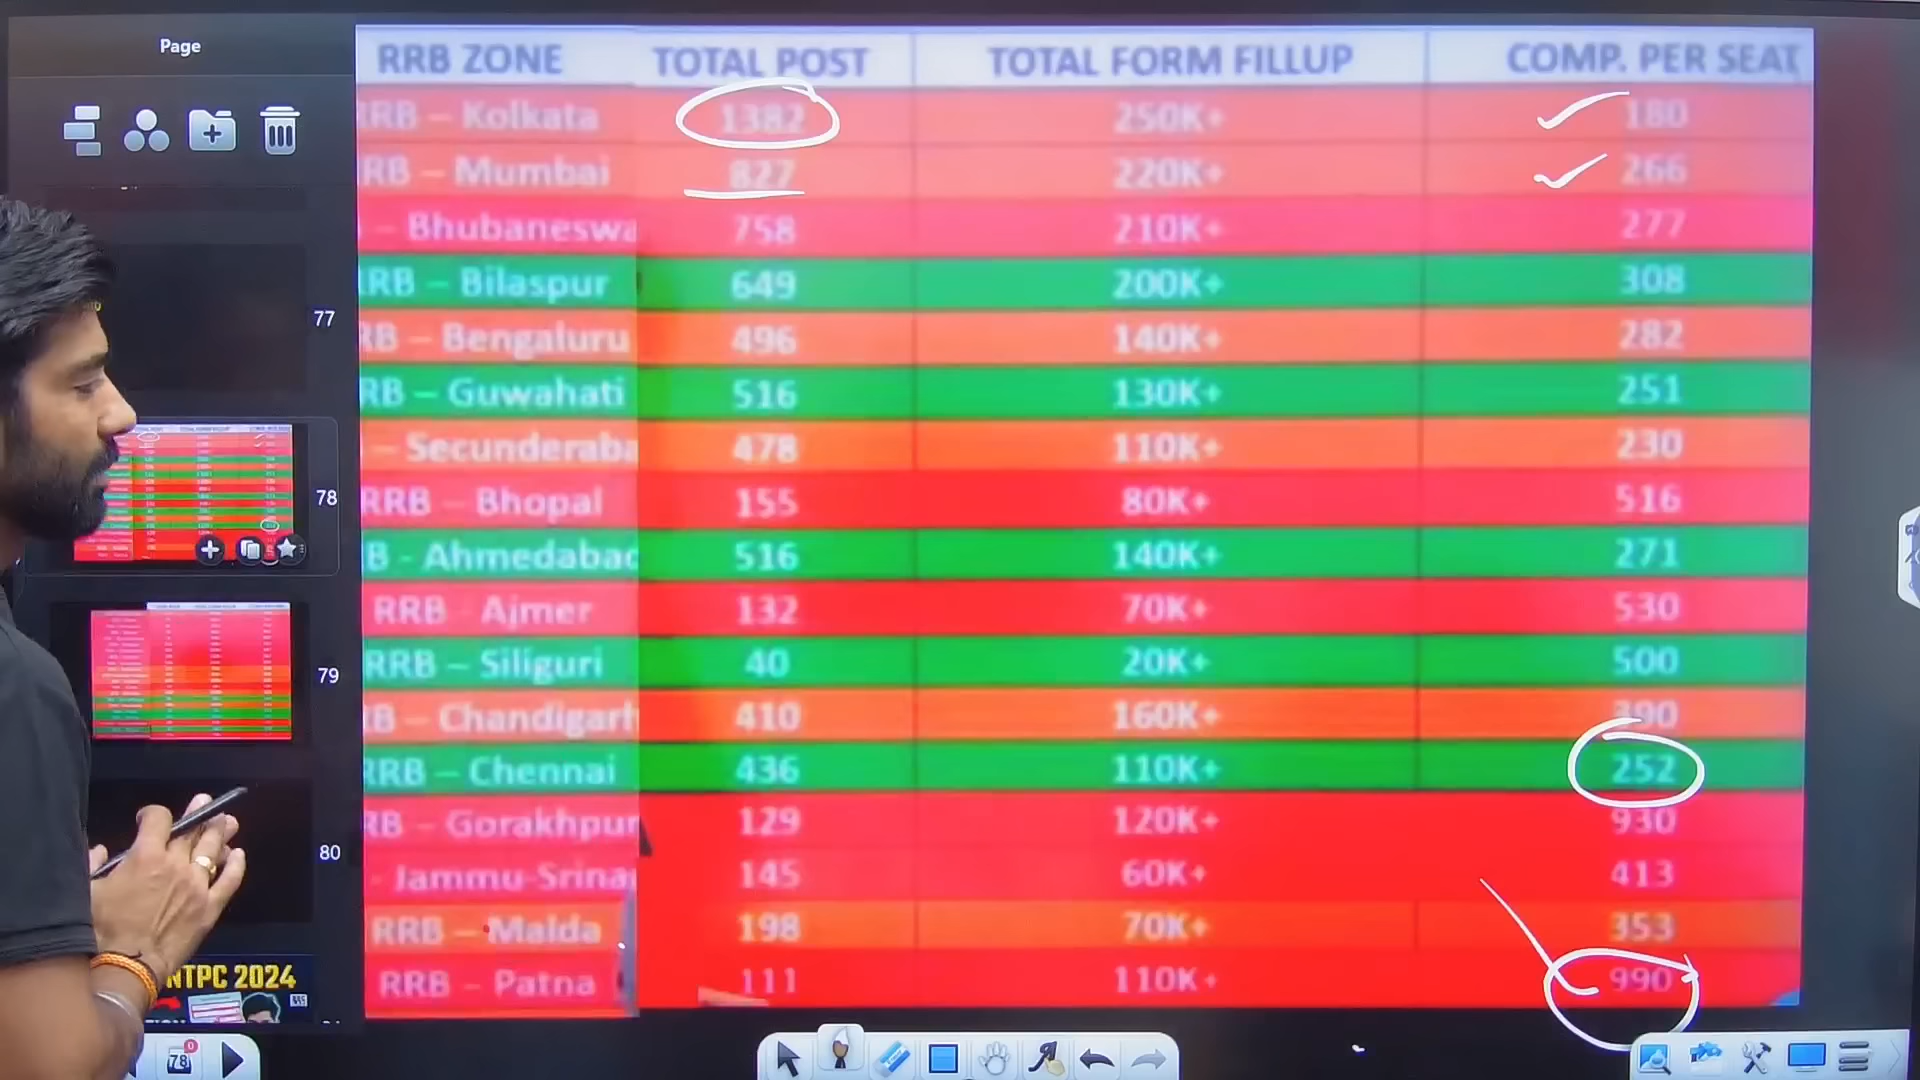 Page
RRB ZONE TOTAL POST TOTAL FORM FILLUP COMP. PER SEAT
RRB – Kolkata 1382 250K+ 180
RB – Mumbai 827 220K+ 266
– Bhubaneswa 758 210K+ 277
RRB – Bilaspur 649 200K+ 308
RB – Bengaluru 496 140K+ 282
RB – Guwahati 516 130K+ 251
– Secunderaba 478 110K+ 230
RRB – Bhopal 155 80K+ 516
B - Ahmedabad 516 140K+ 271
RRB Ajmer 132 70K+ 530
RRB – Siliguri 40 20K+ 500
B – Chandigarh 410 160K+ 390
RRB – Chennai 436 110K+ 252
RB – Gorakhpur 129 120K+ 930
- Jammu-Srina 145 60K+ 413
RRB – Malda 198 70K+ 353
RRB – Patna 111 110K+ 990
77
78
79
80
NTPC 2024
78
0